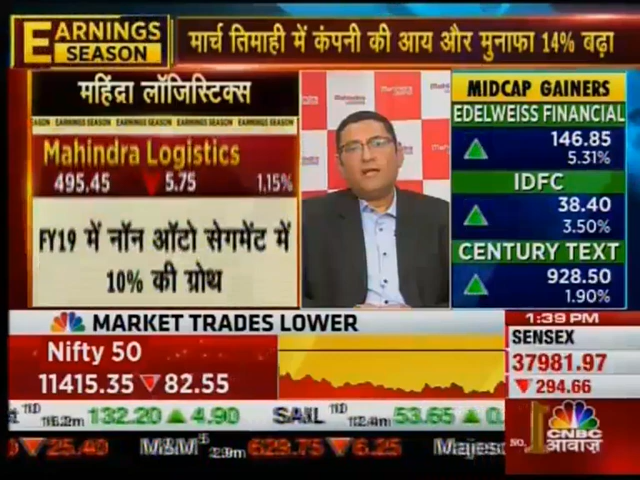 EARNINGS
SEASON
मार्च तिमाही में कंपनी की आय और मुनाफा 14% बढ़ा
महिंद्रा लॉजिस्टिक्स
EARNINGS SEASON EARNINGS SEASON EARNINGS SEASON EARNINGS SEASON
Mahindra Logistics
495.45 5.75 1.15%
FY19 में नॉन ऑटो सेगमेंट में
10% की ग्रोथ
MIDCAP GAINERS
EDELWEISS FINANCIAL
146.85
5.31%
IDFC
38.40
3.50%
CENTURY TEXT
928.50
1.90%
MARKET TRADES LOWER
Nifty 50
11415.35 82.55
1:39 PM
SENSEX
37981.97
294.66
132.20 4.90 SAIL 53.65
25.40 M&M 629.75 6.25 Majesc
NO. 1 CNBC
आवाज़